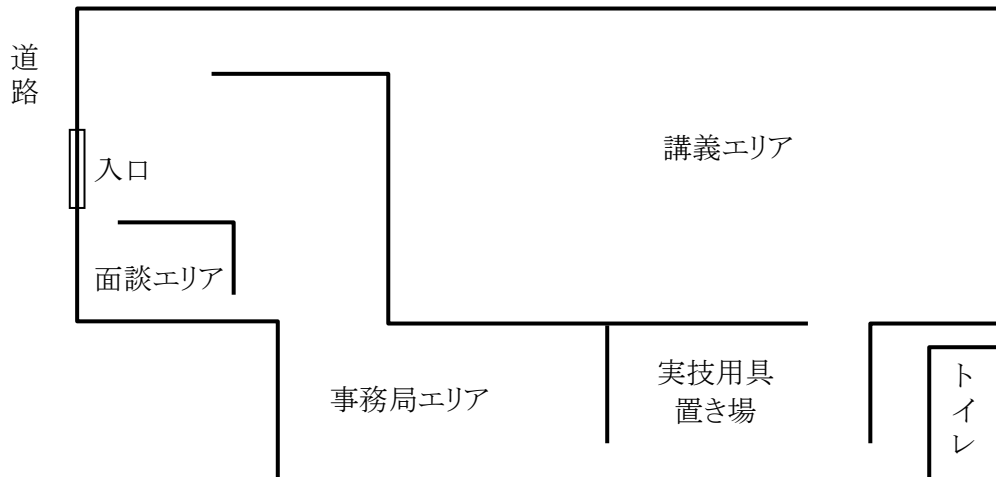 道路
入口
講義エリア
面談エリア
事務局エリア
実技用具
置き場
トイレ